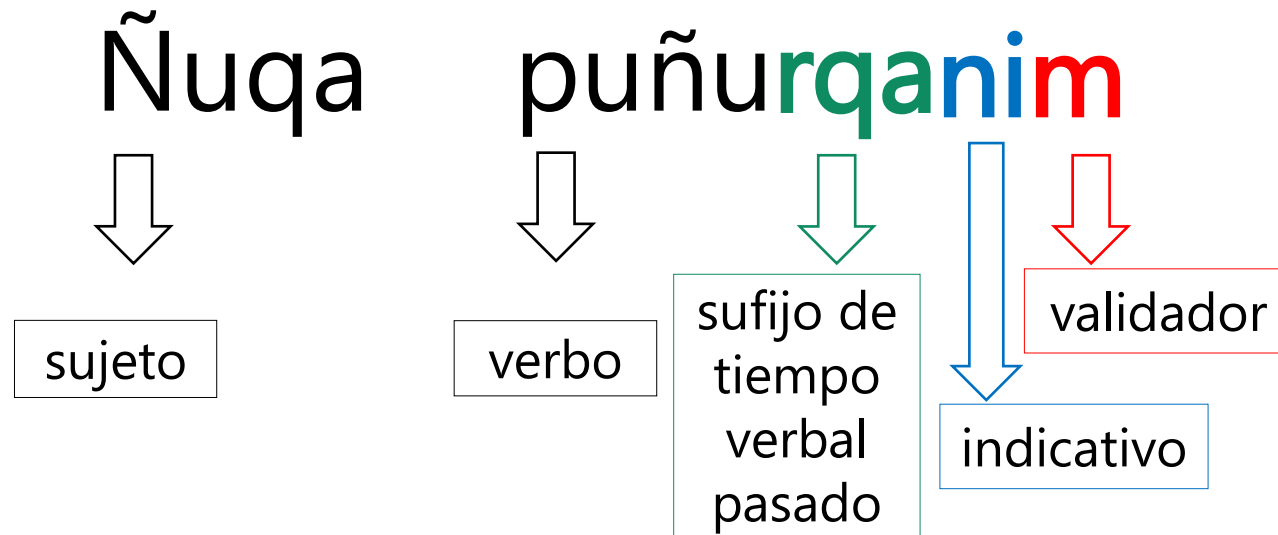 Ñuqa puñurqanim
sujeto
verbo
sufijo de
tiempo
verbal
pasado
indicativo
validador